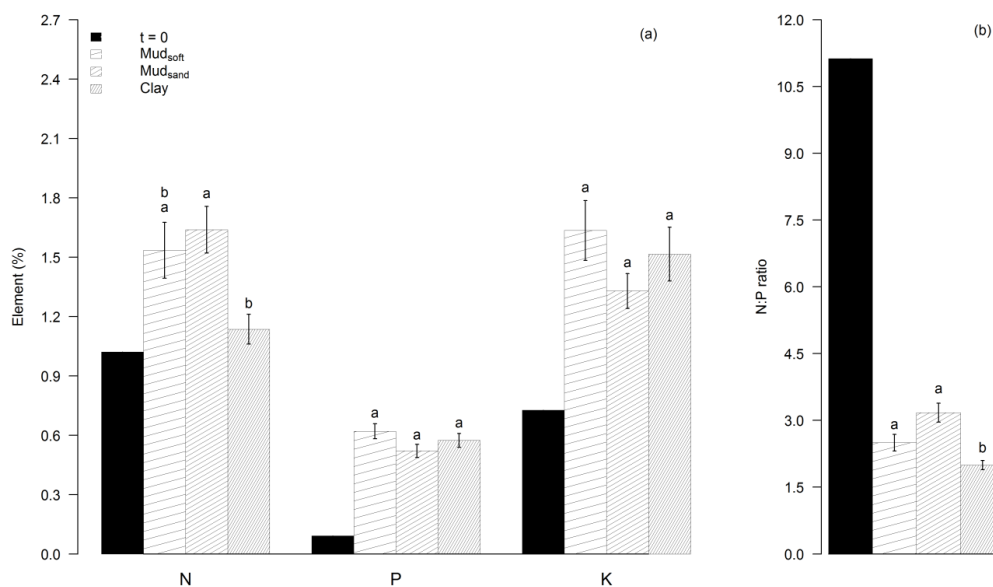 2.7
2.4
2.1
1.8
1.5
1.2
0.9
0.6
0.3
0.0
Element (%)
(a)
t = 0
Mudsoft
Mudsand
Clay
b
a
a
b
a
a
a
a
a
a
N
P
K
(b)
12.0
10.5
9.0
7.5
6.0
4.5
3.0
1.5
0.0
N:P ratio
a
a
b